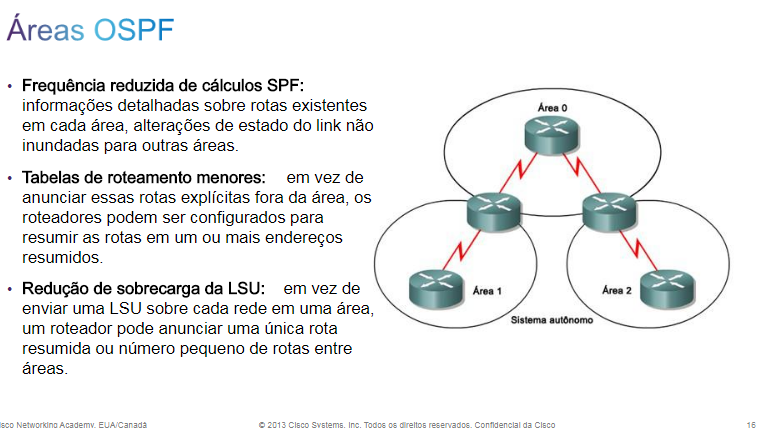 Áreas OSPF
• Frequência reduzida de cálculos SPF:
informações detalhadas sobre rotas existentes
em cada área, alterações de estado do link não
inundadas para outras áreas.
• Tabelas de roteamento menores: em vez de
anunciar essas rotas explícitas fora da área, os
roteadores podem ser configurados para
resumir as rotas em um ou mais endereços
resumidos.
• Redução de sobrecarga da LSU: em vez de
enviar uma LSU sobre cada rede em uma área,
um roteador pode anunciar uma única rota
resumida ou número pequeno de rotas entre
áreas.
Área 0
Área 1
Área 2
Sistema autônomo
isco Networking Academy, EUA/Canadá
© 2013 Cisco Systems, Inc. Todos os direitos reservados. Confidencial da Cisco
16